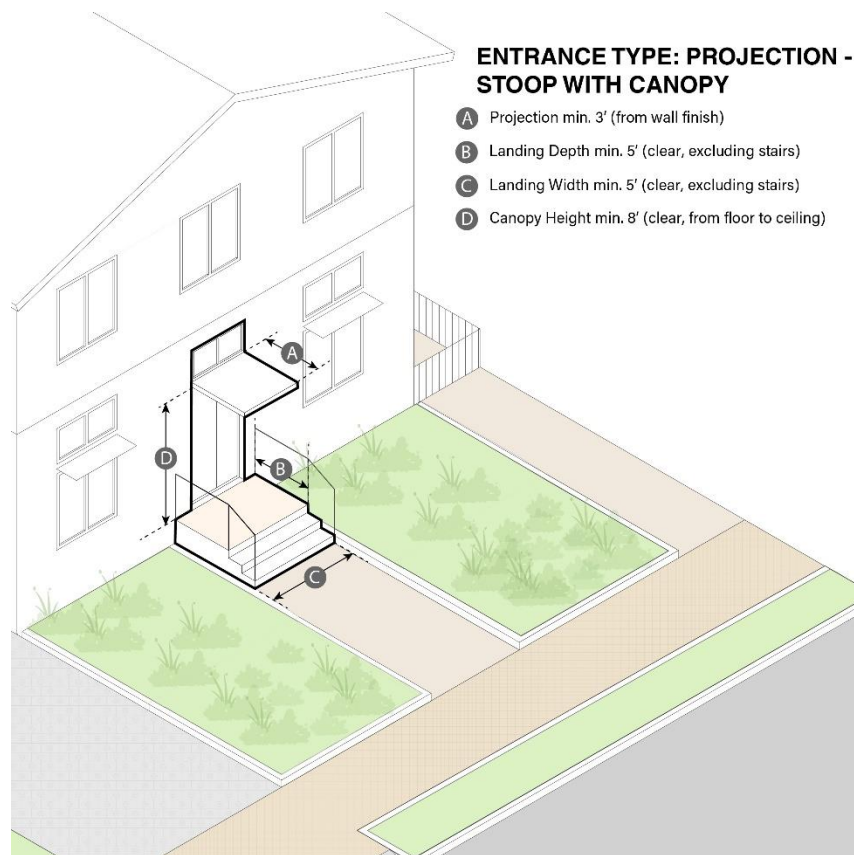 ENTRANCE TYPE: PROJECTION -
STOOP WITH CANOPY
A Projection min. 3' (from wall finish)
B Landing Depth min. 5' (clear, excluding stairs)
C Landing Width min. 5' (clear, excluding stairs)
D Canopy Height min. 8' (clear, from floor to ceiling)
A
D
B
C